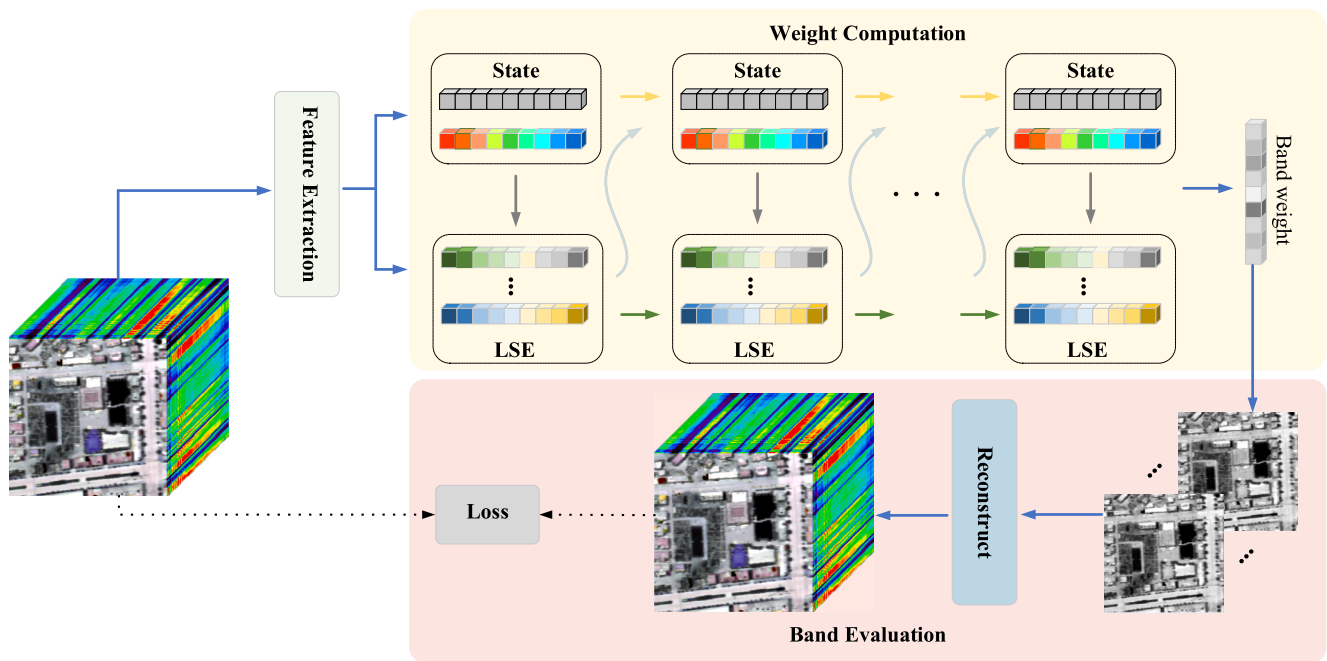 Weight Computation
State
State
State
Feature Extraction
Band weight
. . .
LSE
LSE
LSE
Loss
Reconstruct
Band Evaluation